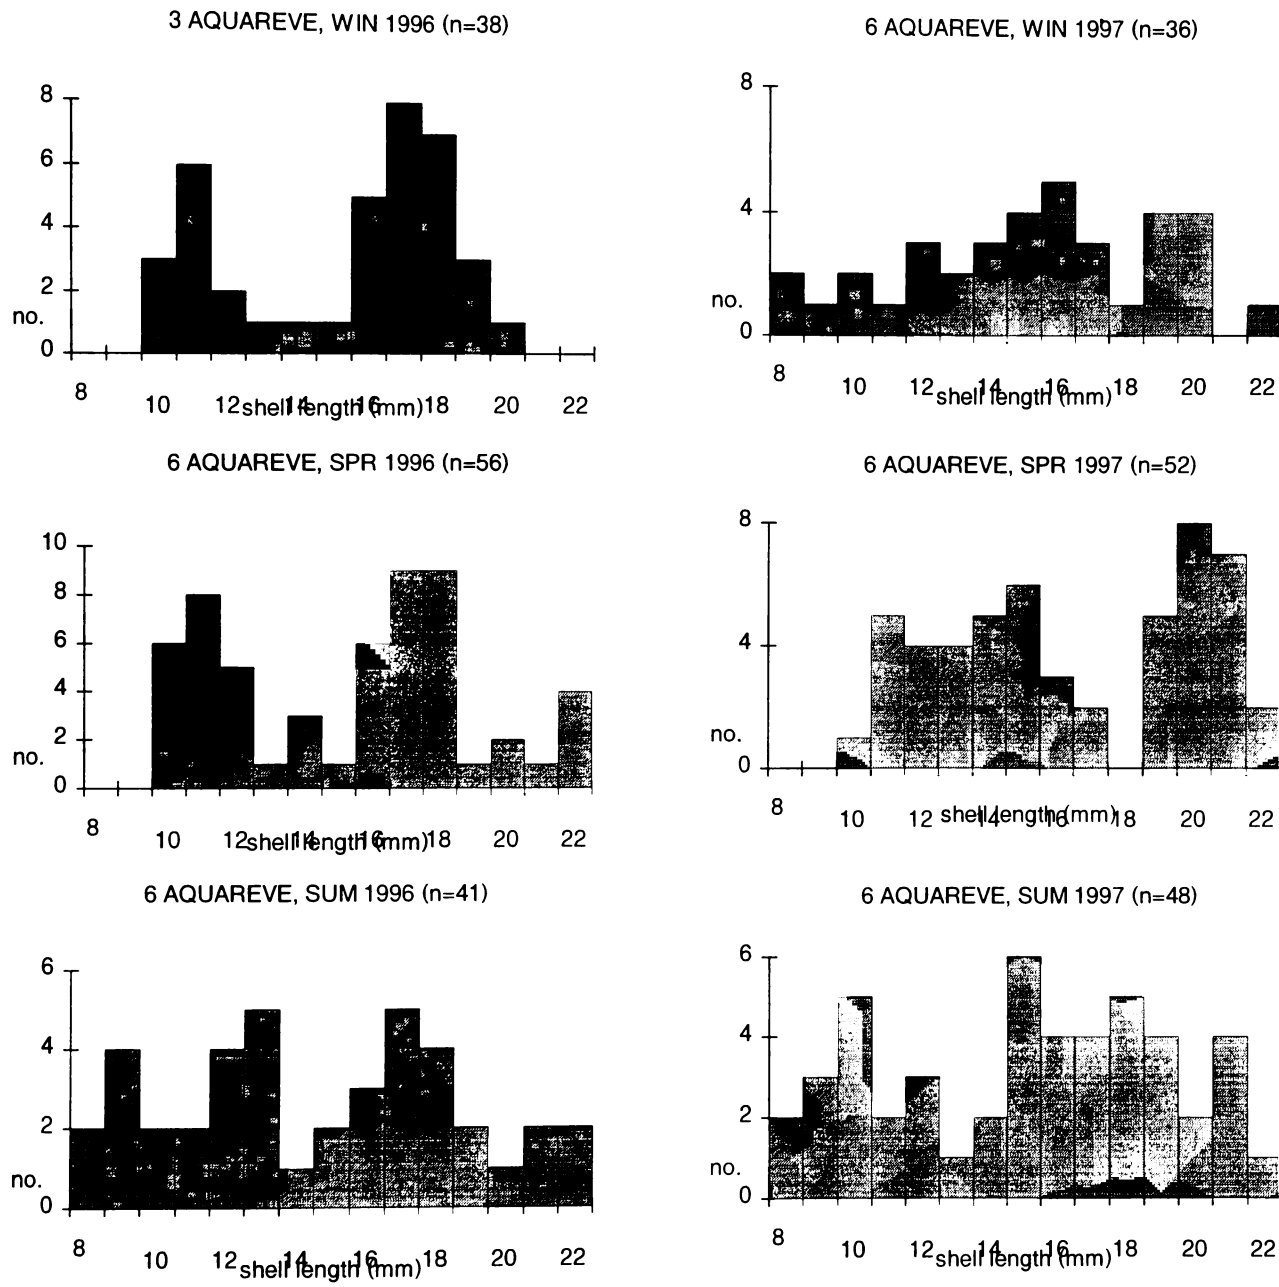 3 AQUAREVE, WIN 1996 (n=38)
8
6
4
2
no.
0
8 10 12 14 16 18 20 22
shell length (mm)
6 AQUAREVE, WIN 1997 (n=36)
8
4
no.
0
8 10 12 14 16 18 20 22
shell length (mm)
6 AQUAREVE, SPR 1996 (n=56)
10
8
6
4
2
no.
0
8 10 12 14 16 18 20 22
shell length (mm)
6 AQUAREVE, SPR 1997 (n=52)
8
4
no.
0
8 10 12 14 16 18 20 22
shell length (mm)
6 AQUAREVE, SUM 1996 (n=41)
6
4
2
no.
0
8 10 12 14 16 18 20 22
shell length (mm)
6 AQUAREVE, SUM 1997 (n=48)
6
4
2
no.
0
8 10 12 14 16 18 20 22
shell length (mm)